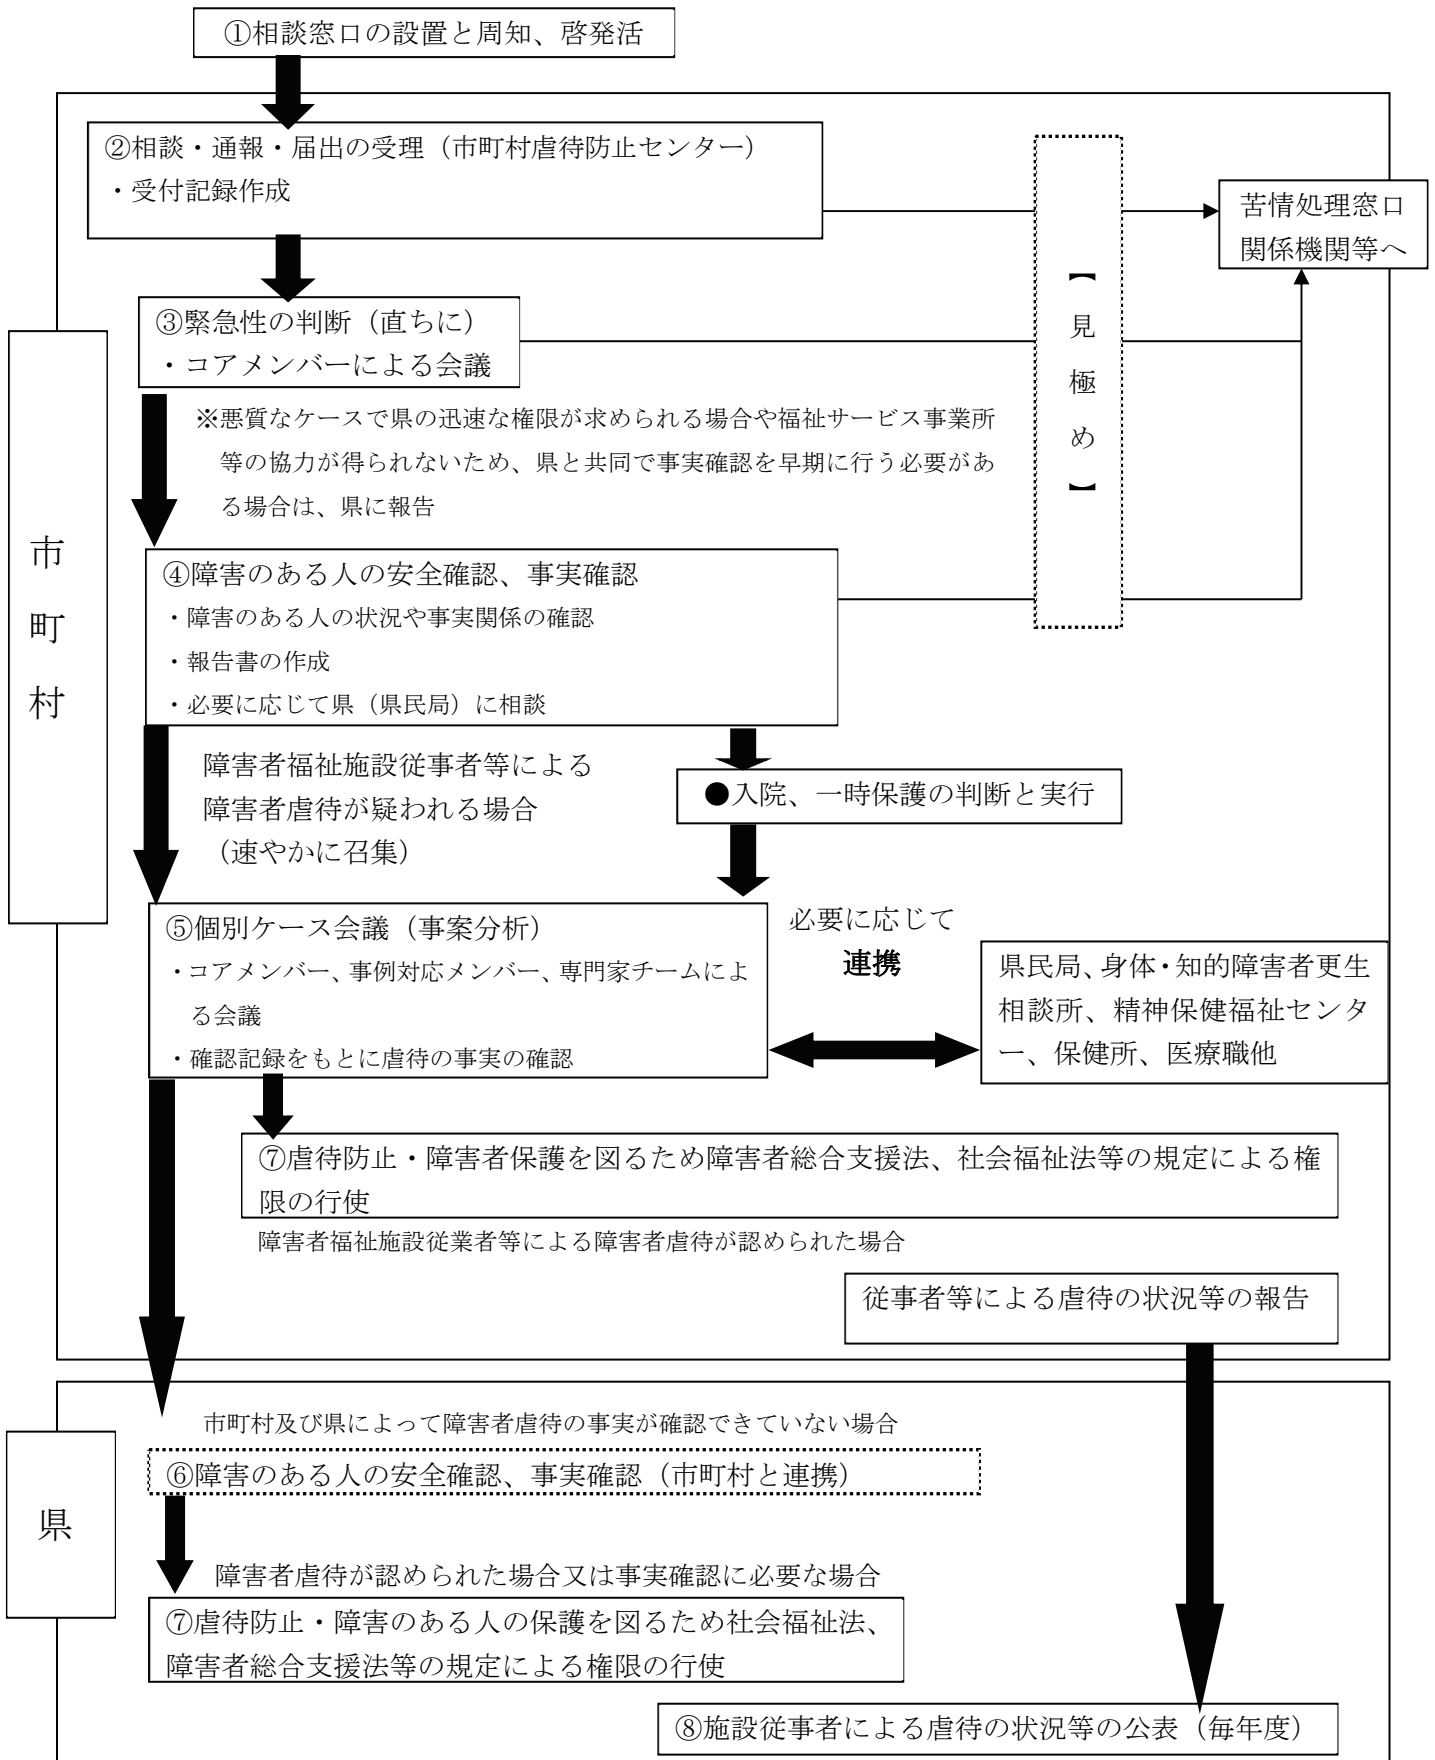 ①相談窓口の設置と周知、啓発活
②相談・通報・届出の受理（市町村虐待防止センター）
・受付記録作成
苦情処理窓口
関係機関等へ
【見極め】
③緊急性の判断（直ちに）
・コアメンバーによる会議
※悪質なケースで県の迅速な権限が求められる場合や福祉サービス事業所
等の協力が得られないため、県と共同で事実確認を早期に行う必要があ
る場合は、県に報告
市町村
④障害のある人の安全確認、事実確認
・障害のある人の状況や事実関係の確認
・報告書の作成
・必要に応じて県（県民局）に相談
障害者福祉施設従事者等による
障害者虐待が疑われる場合
（速やかに召集）
●入院、一時保護の判断と実行
⑤個別ケース会議（事案分析）
・コアメンバー、事例対応メンバー、専門家チームによ
る会議
・確認記録をもとに虐待の事実の確認
必要に応じて
連携
県民局、身体・知的障害者更生
相談所、精神保健福祉センタ
ー、保健所、医療職他
⑦虐待防止・障害者保護を図るため障害者総合支援法、社会福祉法等の規定による権
限の行使
障害者福祉施設従業者等による障害者虐待が認められた場合
従事者等による虐待の状況等の報告
県
市町村及び県によって障害者虐待の事実が確認できていない場合
⑥障害のある人の安全確認、事実確認（市町村と連携）
障害者虐待が認められた場合又は事実確認に必要な場合
⑦虐待防止・障害のある人の保護を図るため社会福祉法、
障害者総合支援法等の規定による権限の行使
⑧施設従事者による虐待の状況等の公表（毎年度）